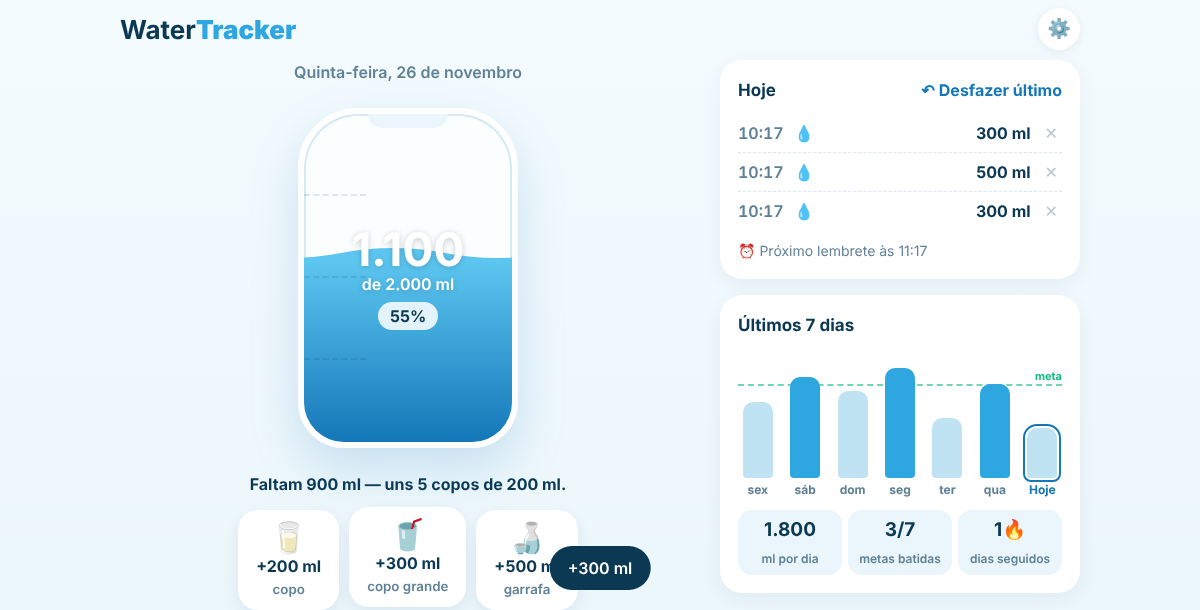 WaterTracker
Quinta-feira, 26 de novembro
1.100
de 2.000 ml
55%
Faltam 900 ml — uns 5 copos de 200 ml.
+200 ml
copo
+300 ml
copo grande
+500 m
garrafa
+300 ml
Hoje
↶ Desfazer último
10:17 300 ml ×
10:17 500 ml ×
10:17 300 ml ×
Próximo lembrete às 11:17
Últimos 7 dias
meta
sex sáb dom seg ter qua Hoje
1.800
ml por dia
3/7
metas batidas
1
dias seguidos